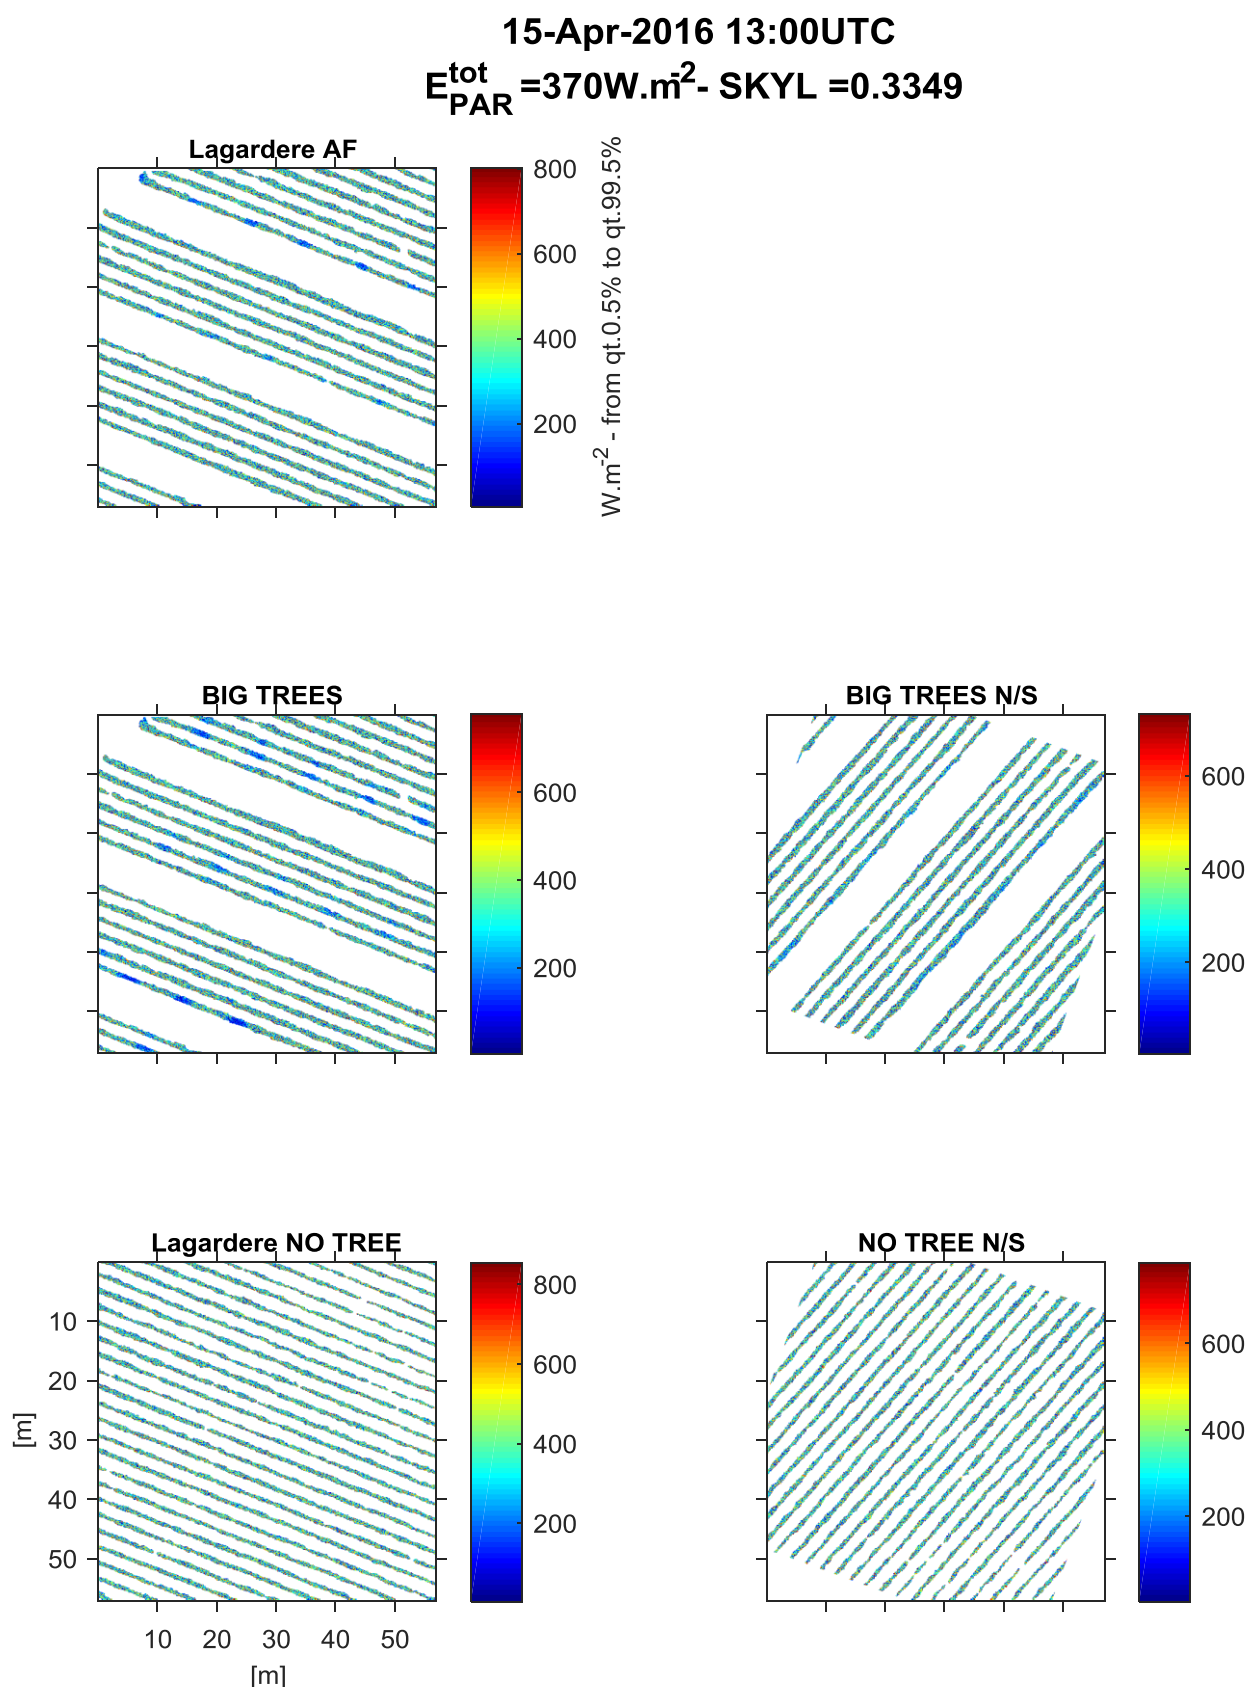 15-Apr-2016 13:00UTC
E_PAR^tot =370W.m^-2- SKYL =0.3349
Lagardere AF
800
600
400
200
W.m^-2 - from qt.0.5% to qt.99.5%
BIG TREES
600
400
200
BIG TREES N/S
600
400
200
Lagardere NO TREE
10
20
30
40
50
[m]
10 20 30 40 50
[m]
800
600
400
200
NO TREE N/S
600
400
200